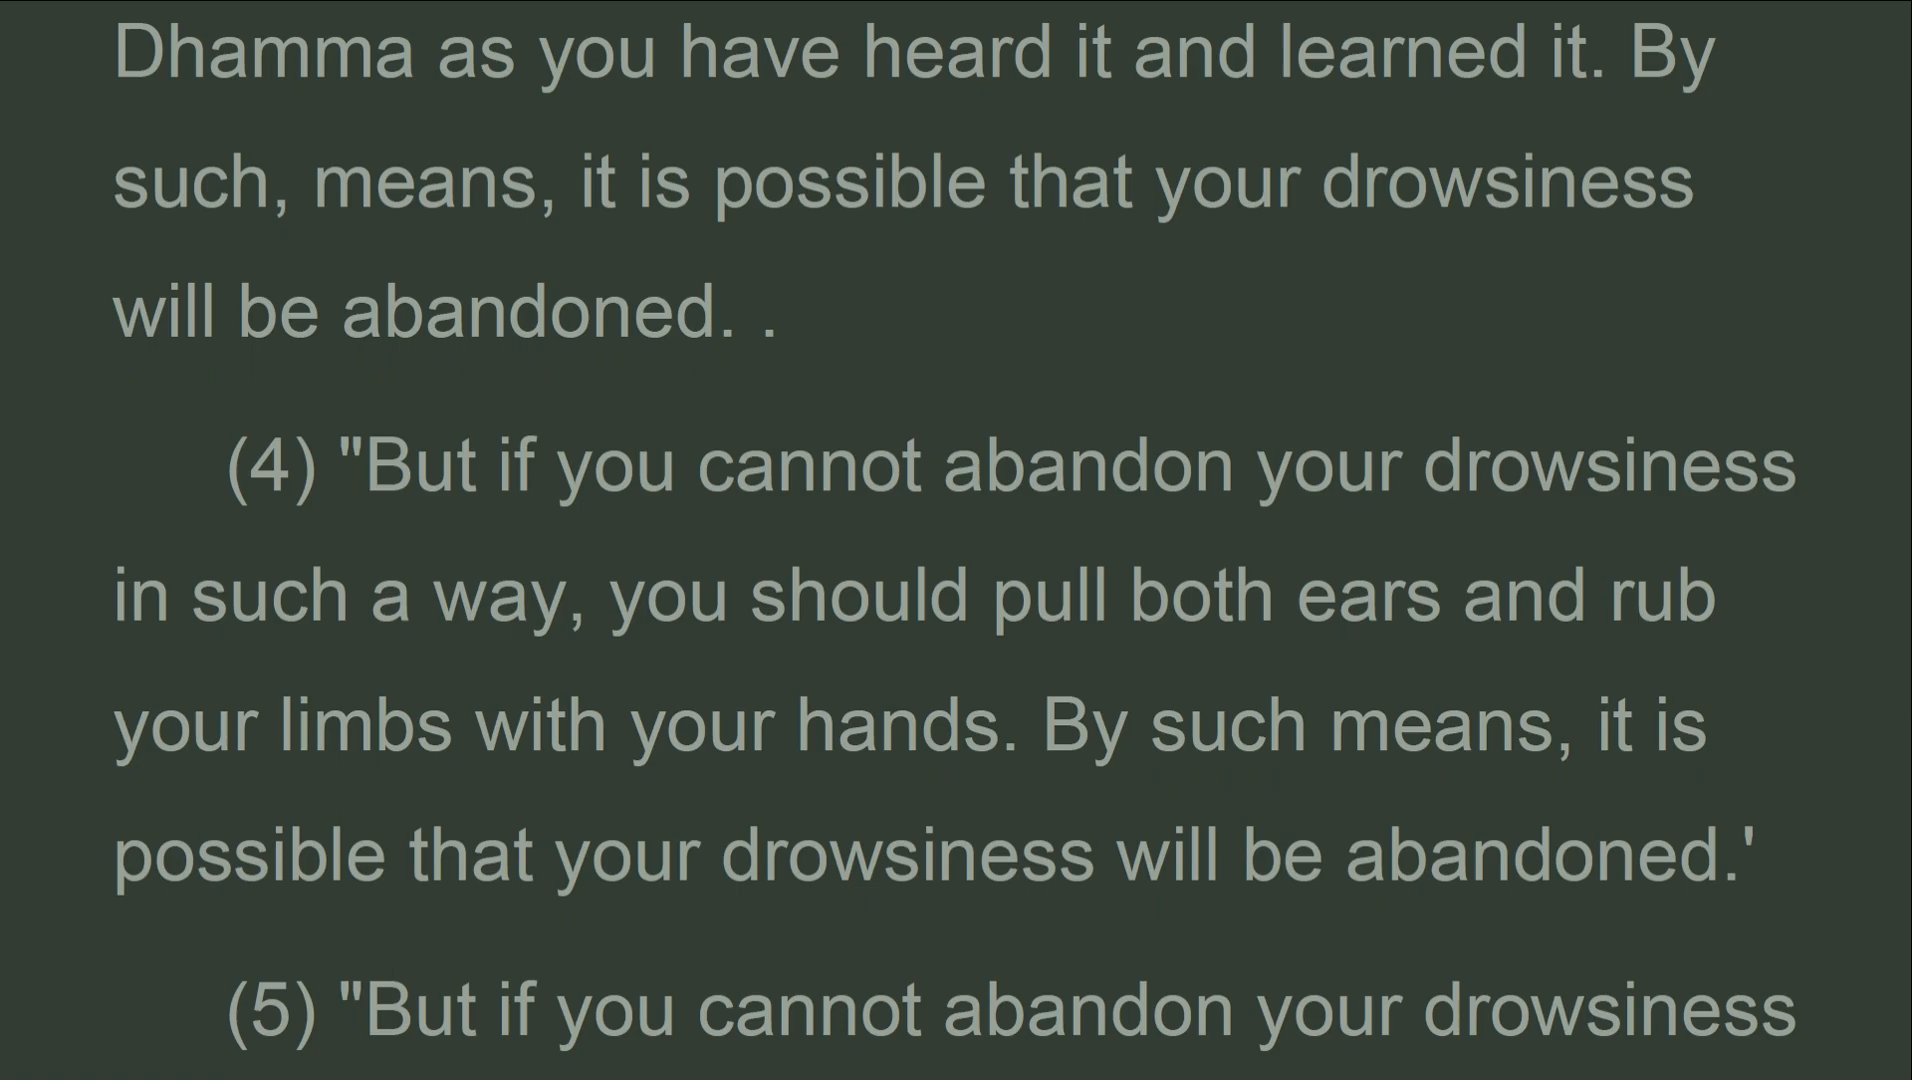 Dhamma as you have heard it and learned it. By
such, means, it is possible that your drowsiness
will be abandoned. .
(4) "But if you cannot abandon your drowsiness
in such a way, you should pull both ears and rub
your limbs with your hands. By such means, it is
possible that your drowsiness will be abandoned.'
(5) "But if you cannot abandon your drowsiness